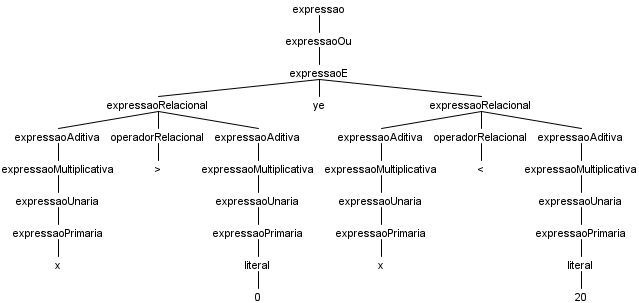 expressao
expressaoOu
expressaoE
expressaoRelacional ye expressaoRelacional
expressaoAditiva operadorRelacional expressaoAditiva expressaoAditiva operadorRelacional expressaoAditiva
expressaoMultiplicativa > expressaoMultiplicativa expressaoMultiplicativa < expressaoMultiplicativa
expressaoUnaria expressaoUnaria expressaoUnaria expressaoUnaria
expressaoPrimaria expressaoPrimaria expressaoPrimaria expressaoPrimaria
x literal x literal
0 20